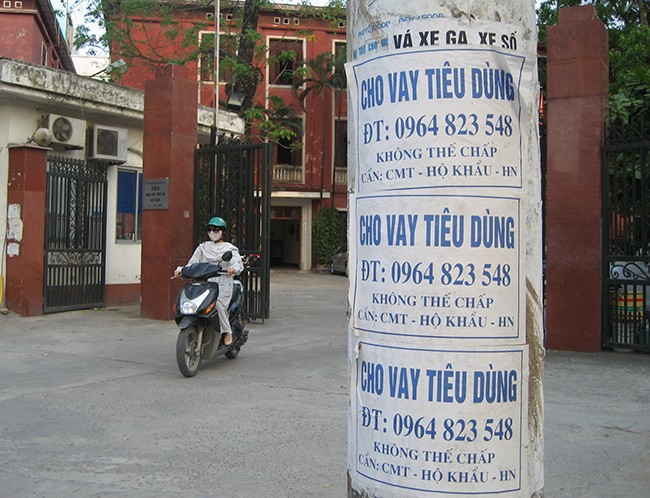 VÁ XE GA XE SỐ
CHO VAY TIÊU DÙNG
ĐT: 0964 823 548
KHÔNG THẾ CHẤP
CẦN: CMT - HỘ KHẨU - HN
CHO VAY TIÊU DÙNG
ĐT: 0964 823 548
KHÔNG THẾ CHẤP
CẦN: CMT - HỘ KHẨU - HN
CHO VAY TIÊU DÙNG
ĐT: 0964 823 548
KHÔNG THẾ CHẤP
CẦN: CMT - HỘ KHẨU - HN